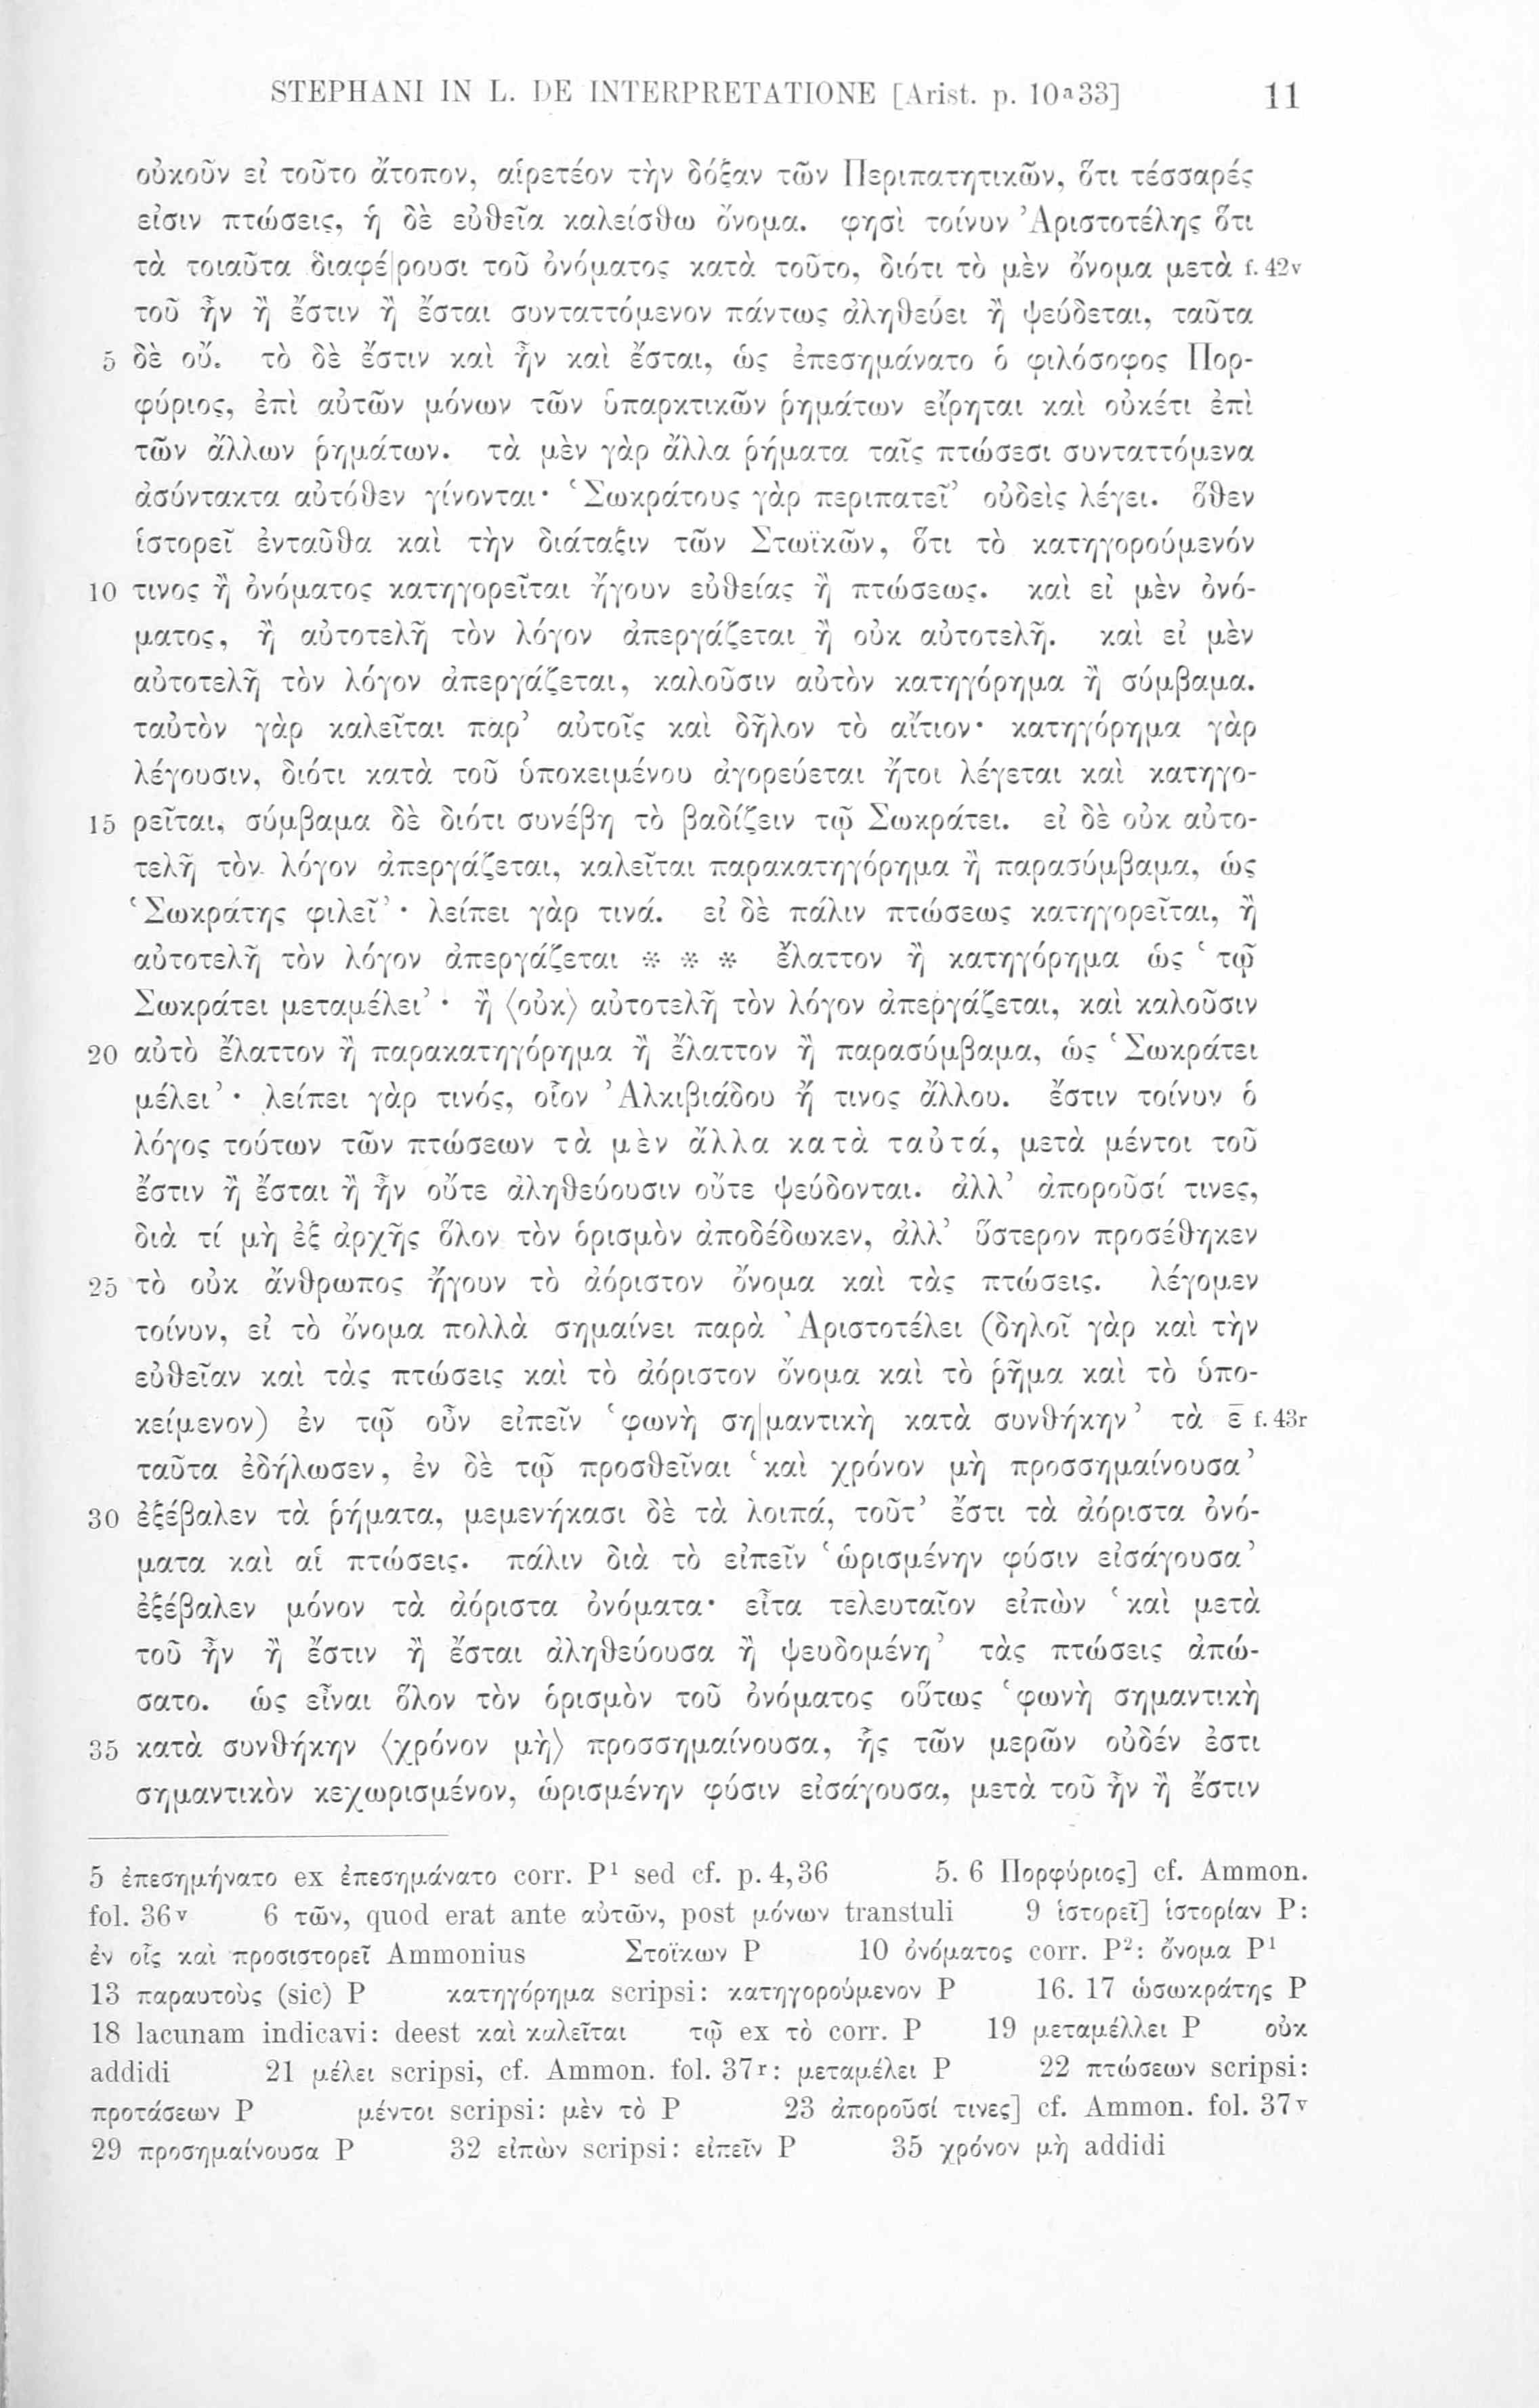 STEPHANI IN L. DE INTERPRETATIONE [Arist. p. 10ᵃ33] 11
οὐκοῦν εἰ τοῦτο ἄτοπον, αἱρετέον τὴν δόξαν τῶν Περιπατητικῶν, ὅτι τέσσαρές
εἰσιν πτώσεις, ἡ δὲ εὐθεῖα καλείσθω ὄνομα. φησὶ τοίνυν Ἀριστοτέλης ὅτι
τὰ τοιαῦτα διαφέ|ρουσι τοῦ ὀνόματος κατὰ τοῦτο, διότι τὸ μὲν ὄνομα μετὰ f. 42v
τοῦ ἦν ἢ ἔστιν ἢ ἔσται συνταττόμενον πάντως ἀληθεύει ἢ ψεύδεται, ταῦτα
5 δὲ οὔ. τὸ δὲ ἔστιν καὶ ἦν καὶ ἔσται, ὡς ἐπεσημάνατο ὁ φιλόσοφος Πορ-
φύριος, ἐπὶ αὐτῶν μόνων τῶν ὑπαρκτικῶν ῥημάτων εἴρηται καὶ οὐκέτι ἐπὶ
τῶν ἄλλων ῥημάτων. τὰ μὲν γὰρ ἄλλα ῥήματα ταῖς πτώσεσι συνταττόμενα
ἀσύντακτα αὐτόθεν γίνονται· ‘Σωκράτους γὰρ περιπατεῖ’ οὐδεὶς λέγει. ὅθεν
ἱστορεῖ ἐνταῦθα καὶ τὴν διάταξιν τῶν Στωϊκῶν, ὅτι τὸ κατηγορούμενόν
10 τινος ἢ ὀνόματος κατηγορεῖται ἤγουν εὐθείας ἢ πτώσεως. καὶ εἰ μὲν ὀνό-
ματος, ἢ αὐτοτελῆ τὸν λόγον ἀπεργάζεται ἢ οὐκ αὐτοτελῆ. καὶ εἰ μὲν
αὐτοτελῆ τὸν λόγον ἀπεργάζεται, καλοῦσιν αὐτὸν κατηγόρημα ἢ σύμβαμα.
ταὐτὸν γὰρ καλεῖται παρ’ αὐτοῖς καὶ δῆλον τὸ αἴτιον· κατηγόρημα γὰρ
λέγουσιν, διότι κατὰ τοῦ ὑποκειμένου ἀγορεύεται ἤτοι λέγεται καὶ κατηγο-
15 ρεῖται, σύμβαμα δὲ διότι συνέβη τὸ βαδίζειν τῷ Σωκράτει. εἰ δὲ οὐκ αὐτο-
τελῆ τὸν λόγον ἀπεργάζεται, καλεῖται παρακατηγόρημα ἢ παρασύμβαμα, ὡς
‘Σωκράτης φιλεῖ’· λείπει γὰρ τινά. εἰ δὲ πάλιν πτώσεως κατηγορεῖται, ἢ
αὐτοτελῆ τὸν λόγον ἀπεργάζεται * * * ἔλαττον ἢ κατηγόρημα ὡς ‘τῷ
Σωκράτει μεταμέλει’· ἢ ⟨οὐκ⟩ αὐτοτελῆ τὸν λόγον ἀπεργάζεται, καὶ καλοῦσιν
20 αὐτὸ ἔλαττον ἢ παρακατηγόρημα ἢ ἔλαττον ἢ παρασύμβαμα, ὡς ‘Σωκράτει
μέλει’· λείπει γὰρ τινός, οἷον Ἀλκιβιάδου ἤ τινος ἄλλου. ἔστιν τοίνυν ὁ
λόγος τούτων τῶν πτώσεων τὰ μὲν ἄλλα κατὰ ταὐτά, μετὰ μέντοι τοῦ
ἔστιν ἢ ἔσται ἢ ἦν οὔτε ἀληθεύουσιν οὔτε ψεύδονται. ἀλλ’ ἀποροῦσί τινες,
διὰ τί μὴ ἐξ ἀρχῆς ὅλον τὸν ὁρισμὸν ἀποδέδωκεν, ἀλλ’ ὕστερον προσέθηκεν
25 τὸ οὐκ ἄνθρωπος ἤγουν τὸ ἀόριστον ὄνομα καὶ τὰς πτώσεις. λέγομεν
τοίνυν, εἰ τὸ ὄνομα πολλὰ σημαίνει παρὰ Ἀριστοτέλει (δηλοῖ γὰρ καὶ τὴν
εὐθεῖαν καὶ τὰς πτώσεις καὶ τὸ ἀόριστον ὄνομα καὶ τὸ ῥῆμα καὶ τὸ ὑπο-
κείμενον) ἐν τῷ οὖν εἰπεῖν ‘φωνὴ ση|μαντικὴ κατὰ συνθήκην’ τὰ ε̄ f. 43r
ταῦτα ἐδήλωσεν, ἐν δὲ τῷ προσθεῖναι ‘καὶ χρόνον μὴ προσσημαίνουσα’
30 ἐξέβαλεν τὰ ῥήματα, μεμενήκασι δὲ τὰ λοιπά, τοῦτ’ ἔστι τὰ ἀόριστα ὀνό-
ματα καὶ αἱ πτώσεις. πάλιν διὰ τὸ εἰπεῖν ‘ὡρισμένην φύσιν εἰσάγουσα’
ἐξέβαλεν μόνον τὰ ἀόριστα ὀνόματα· εἶτα τελευταῖον εἰπὼν ‘καὶ μετὰ
τοῦ ἦν ἢ ἔστιν ἢ ἔσται ἀληθεύουσα ἢ ψευδομένη’ τὰς πτώσεις ἀπώ-
σατο. ὡς εἶναι ὅλον τὸν ὁρισμὸν τοῦ ὀνόματος οὕτως ‘φωνὴ σημαντικὴ
35 κατὰ συνθήκην ⟨χρόνον μὴ⟩ προσσημαίνουσα, ἧς τῶν μερῶν οὐδέν ἐστι
σημαντικὸν κεχωρισμένον, ὡρισμένην φύσιν εἰσάγουσα, μετὰ τοῦ ἦν ἢ ἔστιν
5 ἐπεσημήνατο ex ἐπεσημάνατο corr. P¹ sed cf. p. 4,36 5. 6 Πορφύριος] cf. Ammon.
fol. 36ᵛ 6 τῶν, quod erat ante αὐτῶν, post μόνων transtuli 9 ἱστορεῖ] ἱστορίαν P:
ἐν οἷς καὶ προσιστορεῖ Ammonius Στοϊκων P 10 ὀνόματος corr. P²: ὄνομα P¹
13 παραυτοὺς (sic) P κατηγόρημα scripsi: κατηγορούμενον P 16. 17 ὡσωκράτης P
18 lacunam indicavi: deest καὶ καλεῖται τῷ ex τὸ corr. P 19 μεταμέλλει P οὐκ
addidi 21 μέλει scripsi, cf. Ammon. fol. 37ʳ: μεταμέλει P 22 πτώσεων scripsi:
προτάσεων P μέντοι scripsi: μὲν τὸ P 23 ἀποροῦσί τινες] cf. Ammon. fol. 37ᵛ
29 προσημαίνουσα P 32 εἰπὼν scripsi: εἰπεῖν P 35 χρόνον μὴ addidi